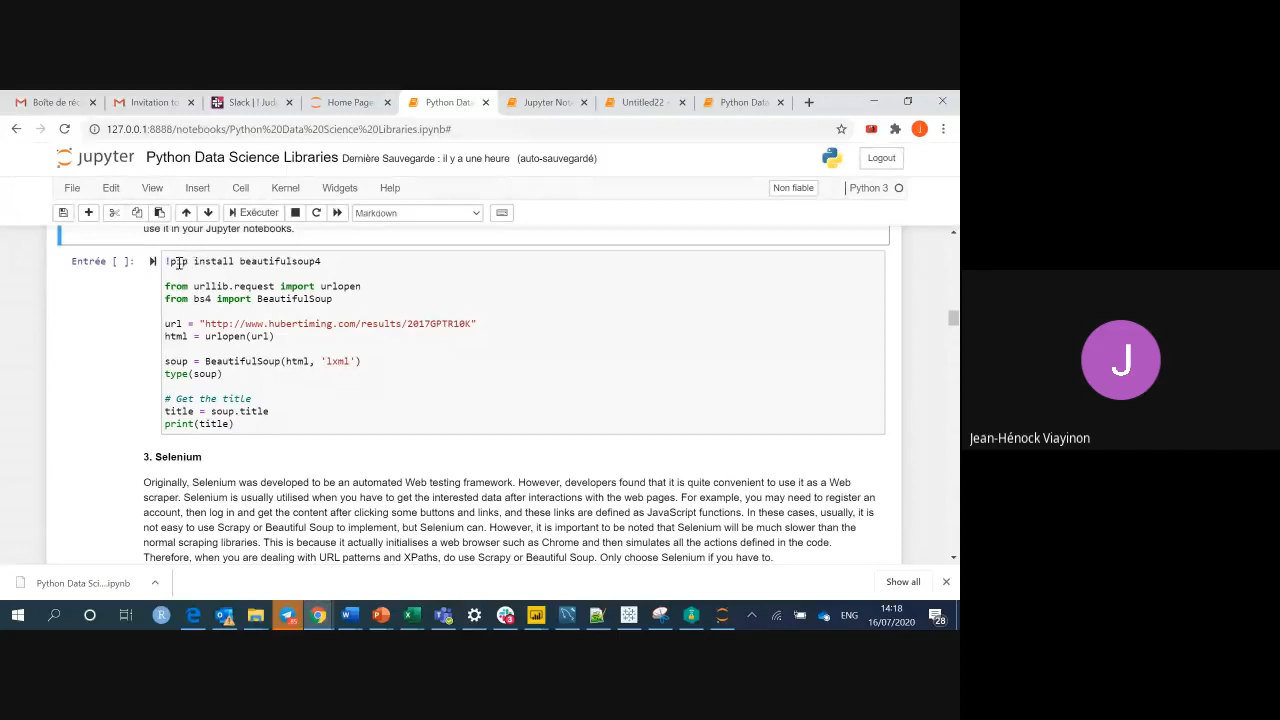 Boîte de réc
Invitation to
Slack | ! Jud
Home Page
Python Data
Jupyter Not
Untitled22 -
Python Data
127.0.0.1:8888/notebooks/Python%20Data%20Science%20Libraries.ipynb#
jupyter Python Data Science Libraries Dernière Sauvegarde : il y a une heure (auto-sauvegardé)
Logout
File Edit View Insert Cell Kernel Widgets Help
Non fiable
Python 3
Exécuter
Markdown
use it in your Jupyter notebooks.
Entrée [ ]:
!pip install beautifulsoup4
from urllib.request import urlopen
from bs4 import BeautifulSoup
url = "http://www.hubertiming.com/results/2017GPTR10K"
html = urlopen(url)
soup = BeautifulSoup(html, 'lxml')
type(soup)
# Get the title
title = soup.title
print(title)
3. Selenium
Originally, Selenium was developed to be an automated Web testing framework. However, developers found that it is quite convenient to use it as a Web
scraper. Selenium is usually utilised when you have to get the interested data after interactions with the web pages. For example, you may need to register an
account, then log in and get the content after clicking some buttons and links, and these links are defined as JavaScript functions. In these cases, usually, it is
not easy to use Scrapy or Beautiful Soup to implement, but Selenium can. However, it is important to be noted that Selenium will be much slower than the
normal scraping libraries. This is because it actually initialises a web browser such as Chrome and then simulates all the actions defined in the code.
Therefore, when you are dealing with URL patterns and XPaths, do use Scrapy or Beautiful Soup. Only choose Selenium if you have to.
Python Data Sci....ipynb
Show all
ENG
14:18
16/07/2020
28
J
Jean-Hénock Viayinon